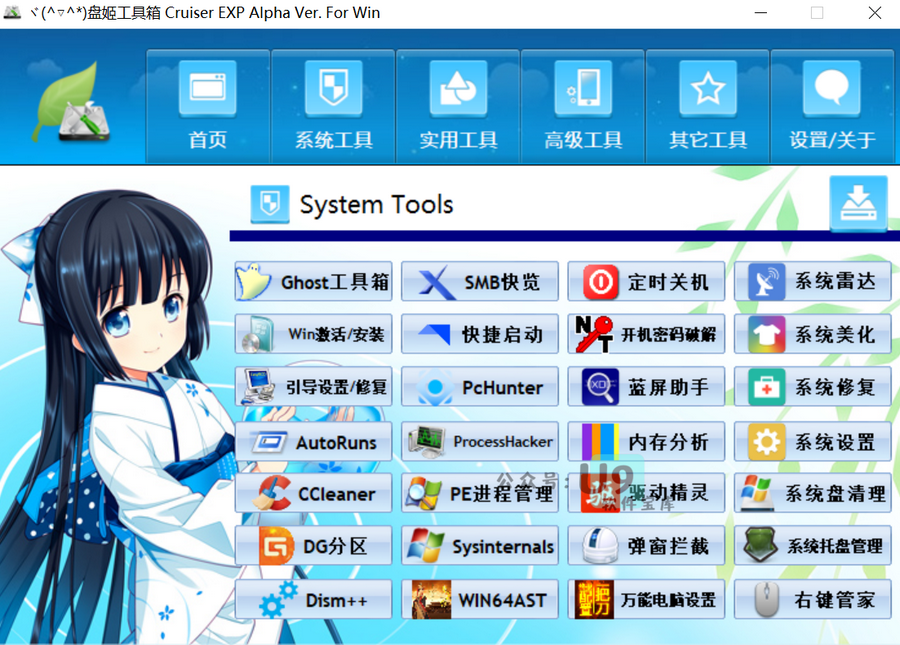 ヾ(^▽^*)盘姬工具箱 Cruiser EXP Alpha Ver. For Win
首页 系统工具 实用工具 高级工具 其它工具 设置/关于
System Tools
Ghost工具箱 SMB快览 定时关机 系统雷达
Win激活/安装 快捷启动 NT 开机密码破解 系统美化
引导设置/修复 PcHunter 蓝屏助手 系统修复
AutoRuns ProcessHacker 内存分析 系统设置
公众号: U9
软件宝库
CCleaner PE进程管理 驱 驱动精灵 系统盘清理
DG分区 Sysinternals 弹窗拦截 系统托盘管理
Dism++ WIN64AST 配置 把刀 万能电脑设置 右键管家